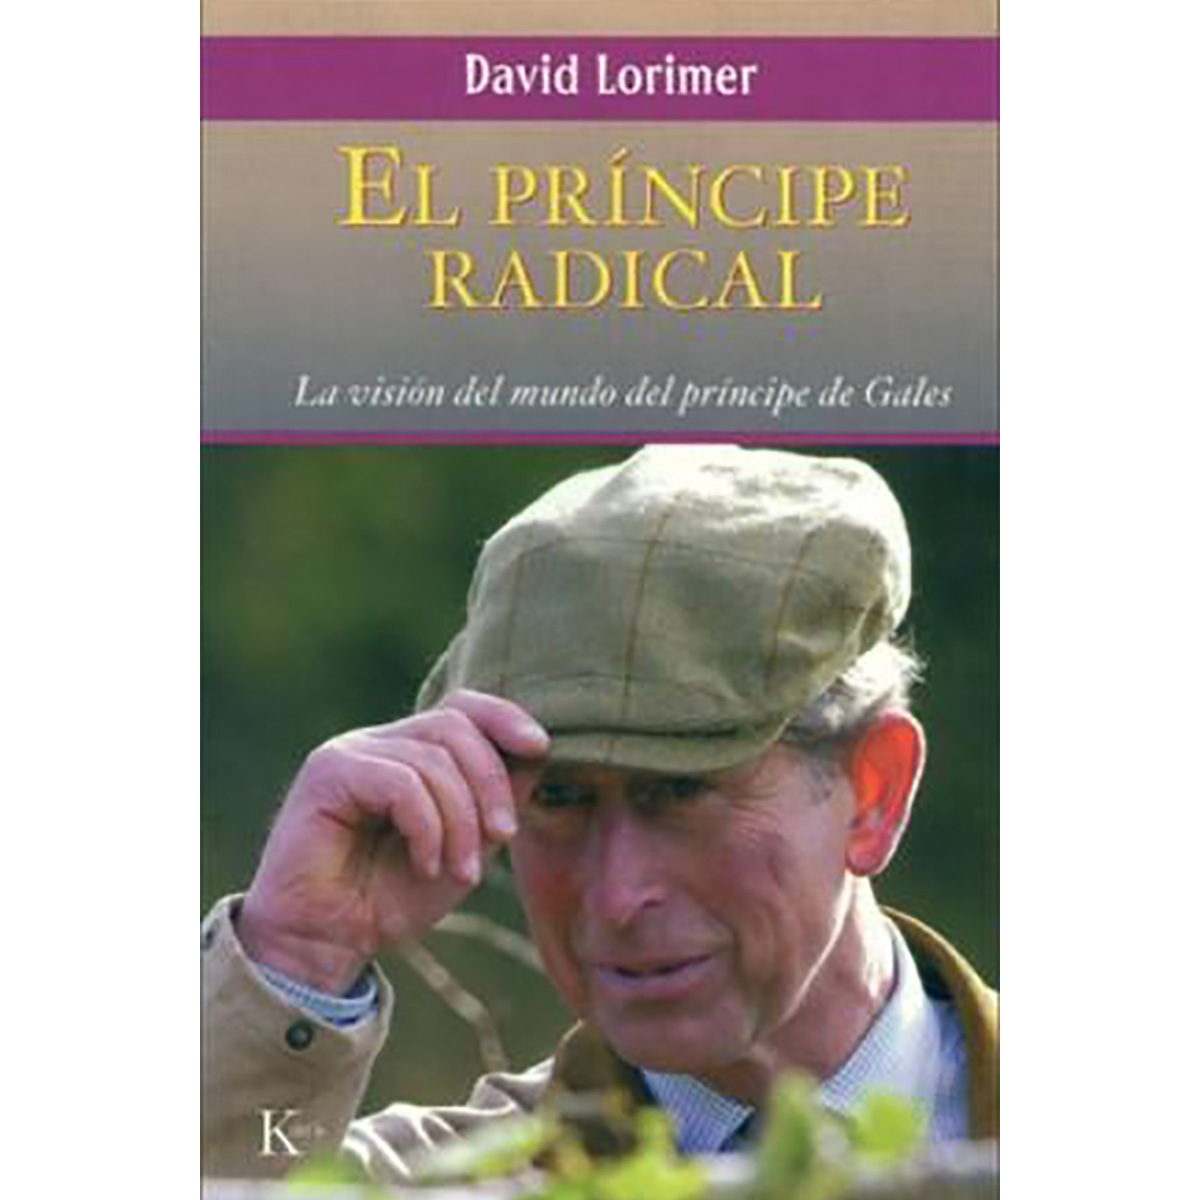 David Lorimer
EL PRÍNCIPE
RADICAL
La visión del mundo del príncipe de Gales
K